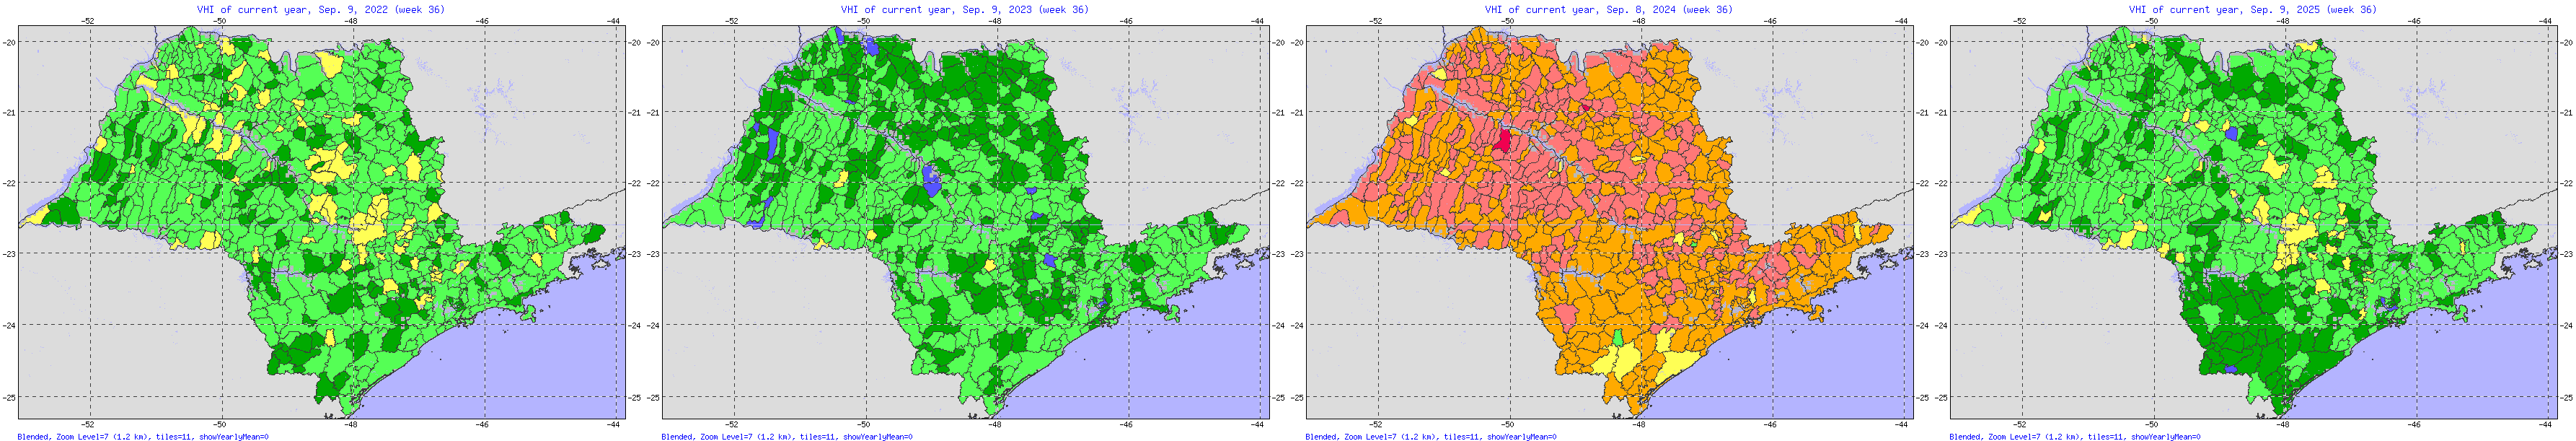 VHI of current year, Sep. 9, 2022 (week 36)
-52 -50 -48 -46 -44
-20 -20
-21 -21
-22 -22
-23 -23
-24 -24
-25 -25
-52 -50 -48 -46 -44
Blended, Zoom Level=7 (1.2 km), tiles=11, showYearlyMean=0
VHI of current year, Sep. 9, 2023 (week 36)
-52 -50 -48 -46 -44
-20 -20
-21 -21
-22 -22
-23 -23
-24 -24
-25 -25
-52 -50 -48 -46 -44
Blended, Zoom Level=7 (1.2 km), tiles=11, showYearlyMean=0
VHI of current year, Sep. 8, 2024 (week 36)
-52 -50 -48 -46 -44
-20 -20
-21 -21
-22 -22
-23 -23
-24 -24
-25 -25
-52 -50 -48 -46 -44
Blended, Zoom Level=7 (1.2 km), tiles=11, showYearlyMean=0
VHI of current year, Sep. 9, 2025 (week 36)
-52 -50 -48 -46 -44
-20 -20
-21 -21
-22 -22
-23 -23
-24 -24
-25 -25
-52 -50 -48 -46 -44
Blended, Zoom Level=7 (1.2 km), tiles=11, showYearlyMean=0